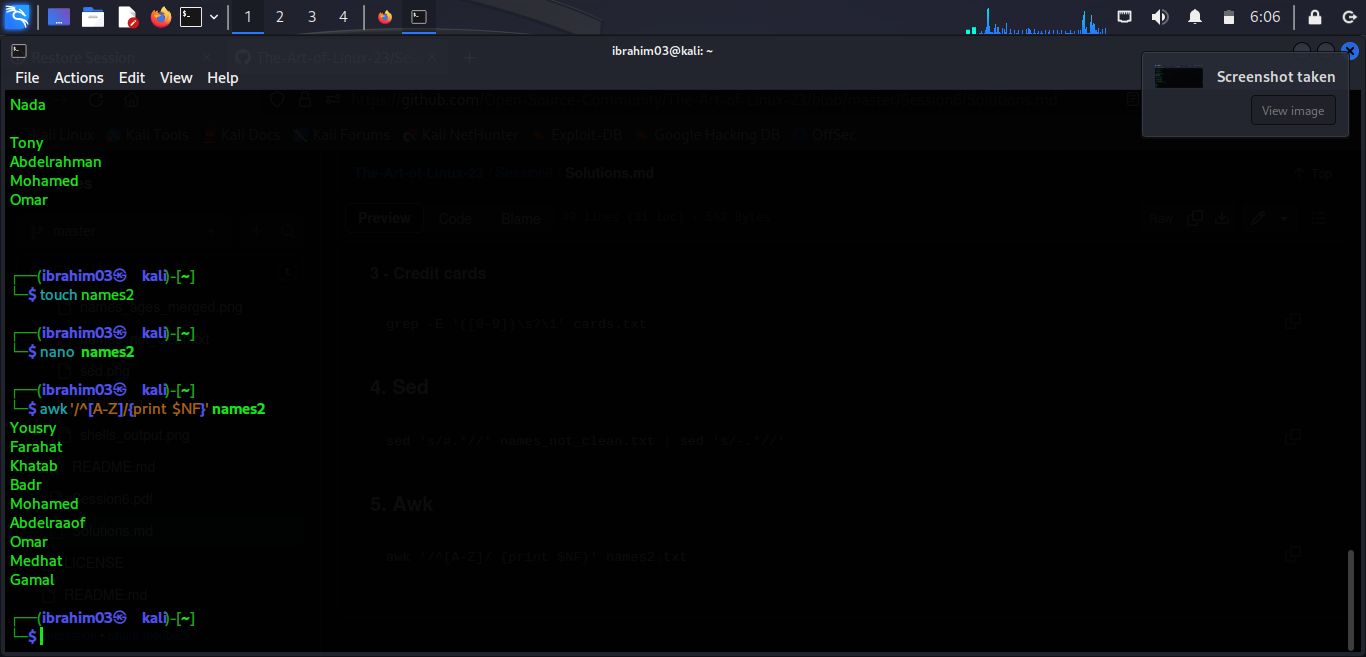 1 2 3 4
6:06
ibrahim03@kali: ~
Restore Session
The-Art-of-Linux-23/Se
File Actions Edit View Help
Screenshot taken
View image
Nada
Kali Linux Kali Tools Kali Docs Kali Forums Kali NetHunter Exploit-DB Google Hacking DB OffSec
Tony
Abdelrahman
Mohamed
Omar
The-Art-of-Linux-23 / Session6 / Solutions.md
Top
Preview Code Blame
Raw
master
3 - Credit cards
┌──(ibrahim03㉿kali)-[~]
└─$ touch names2
names_ages_merged.png
grep -E '([0-9])\s?\1' cards.txt
┌──(ibrahim03㉿kali)-[~]
└─$ nano names2
sed.png
4. Sed
┌──(ibrahim03㉿kali)-[~]
└─$ awk '/^[A-Z]/{print $NF}' names2
Yousry
shells_output.png
Farahat
Khatab
README.md
Badr
session6.pdf
Mohamed
5. Awk
Abdelraaof
Solutions.md
Omar
Medhat
LICENSE
awk '/^[A-Z]/ {print $NF}' names2.txt
Gamal
README.md
┌──(ibrahim03㉿kali)-[~]
└─$